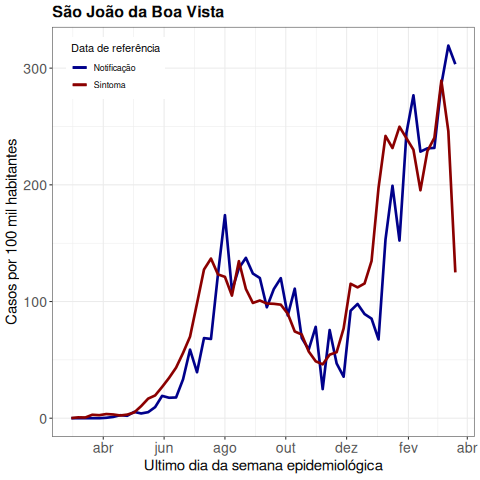 São João da Boa Vista
Data de referência
Notificação
Sintoma
Casos por 100 mil habitantes
300
200
100
0
abr jun ago out dez fev abr
Ultimo dia da semana epidemiológica